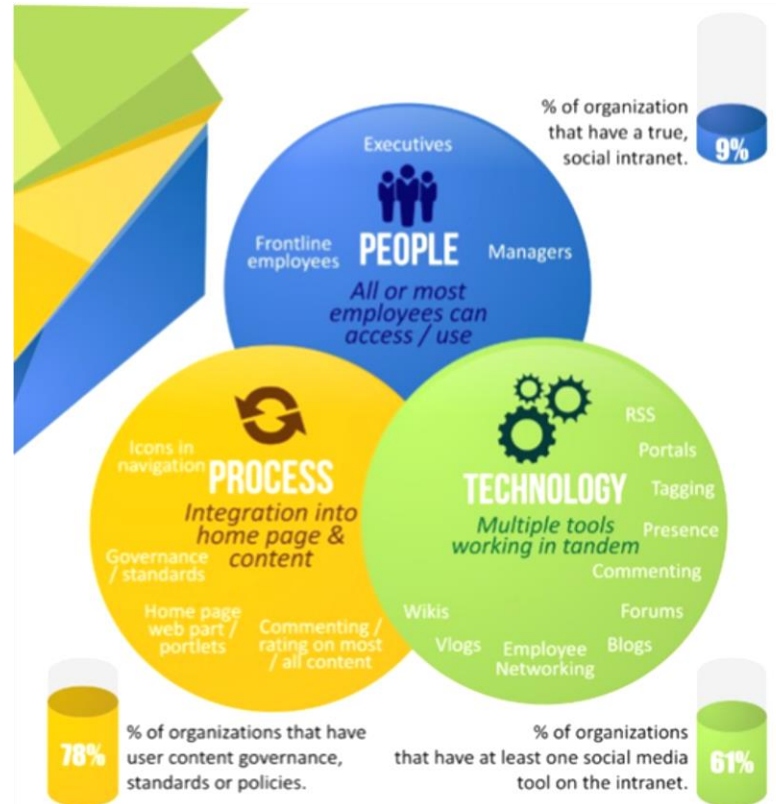 % of organization
that have a true,
social intranet.
9%
Executives
PEOPLE
Frontline
employees
Managers
All or most
employees can
access / use
Icons in
navigation
PROCESS
Integration into
home page &
content
Governance
/ standards
Home page
web part /
portlets
Commenting /
rating on most
/ all content
RSS
Portals
TECHNOLOGY
Tagging
Multiple tools
working in tandem
Presence
Commenting
Wikis
Forums
Vlogs
Employee
Networking
Blogs
78%
% of organizations that have
user content governance,
standards or policies.
% of organizations
that have at least one social media
tool on the intranet.
61%